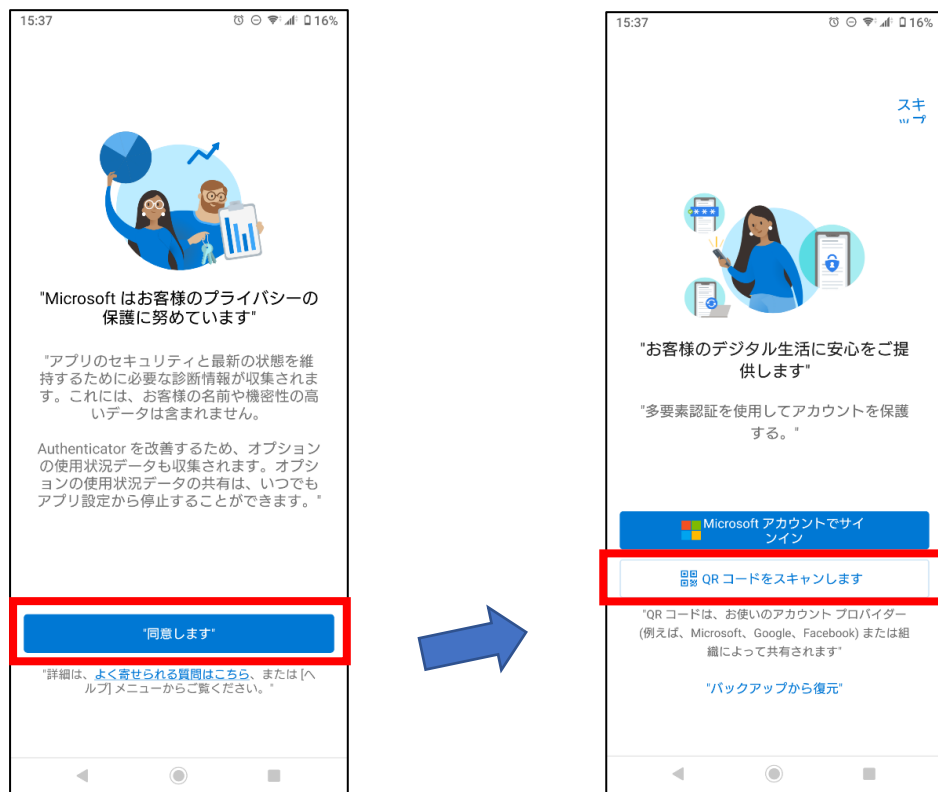 15:37
16%
"Microsoft はお客様のプライバシーの
保護に努めています"
"アプリのセキュリティと最新の状態を維
持するために必要な診断情報が収集されま
す。これには、お客様の名前や機密性の高
いデータは含まれません。
Authenticator を改善するため、オプション
の使用状況データも収集されます。オプシ
ョンの使用状況データの共有は、いつでも
アプリ設定から停止することができます。"
"同意します"
"詳細は、よく寄せられる質問はこちら、または [ヘ
ルプ] メニューからご覧ください。"
15:37
16%
スキ
ップ
"お客様のデジタル生活に安心をご提
供します"
"多要素認証を使用してアカウントを保護
する。"
Microsoft アカウントでサイ
ンイン
QR コードをスキャンします
"QR コードは、お使いのアカウント プロバイダー
(例えば、Microsoft、Google、Facebook) または組
織によって共有されます"
"バックアップから復元"